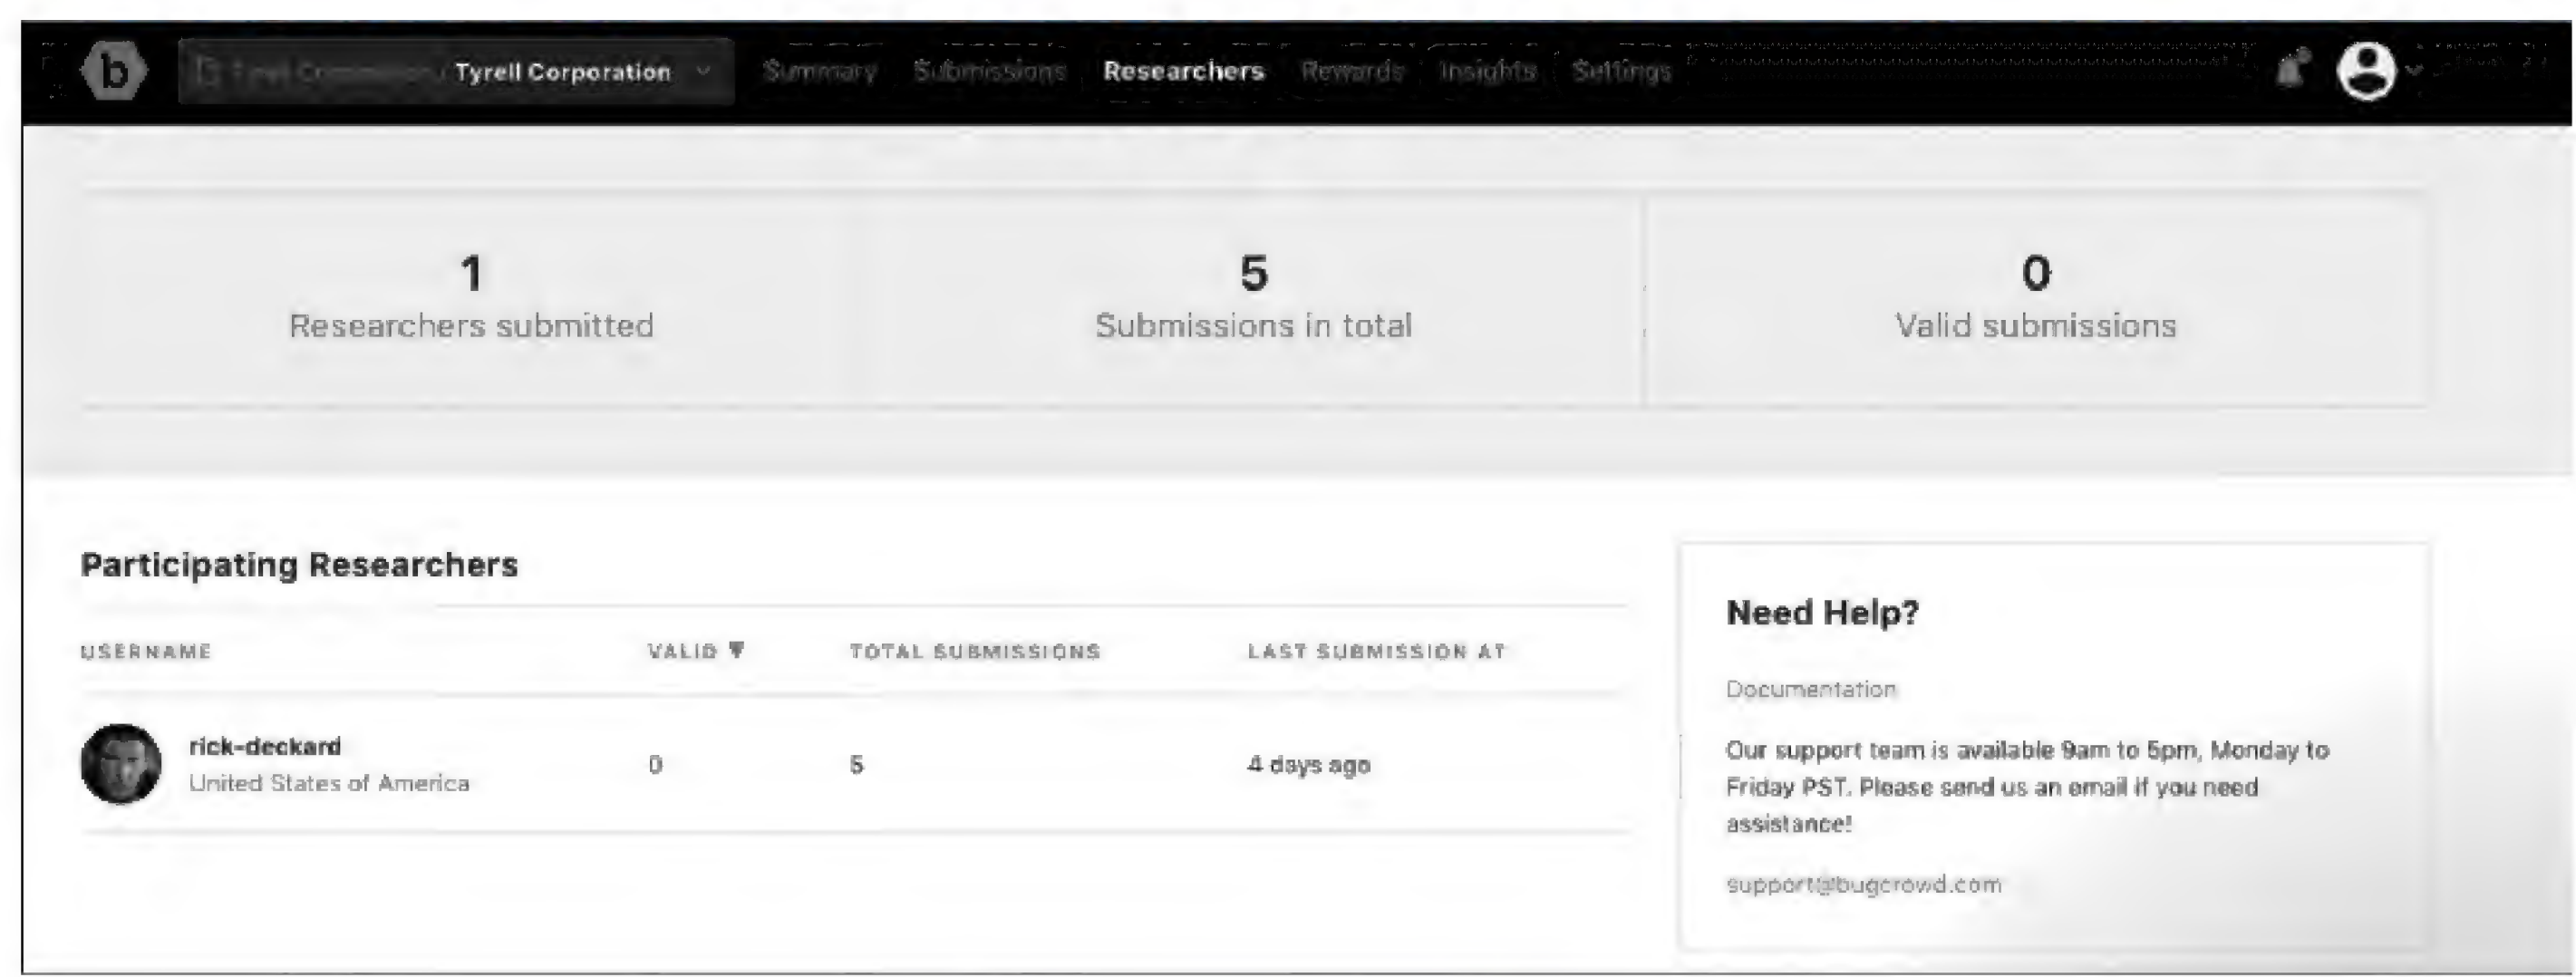 b Tyrell Corporation Summary Submissions Researchers Rewards Insights Settings
1
Researchers submitted
5
Submissions in total
0
Valid submissions
Participating Researchers
USERNAME VALID ▼ TOTAL SUBMISSIONS LAST SUBMISSION AT
rick-deckard
United States of America
0 5 4 days ago
Need Help?
Documentation
Our support team is available 9am to 5pm, Monday to
Friday PST. Please send us an email if you need
assistance!
support@bugcrowd.com